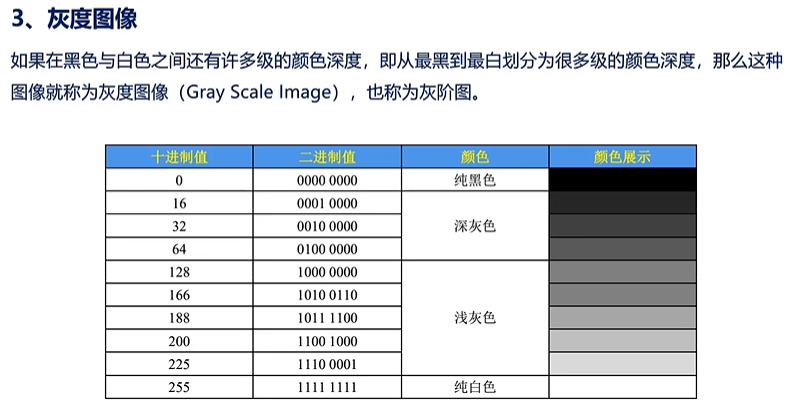 3、灰度图像
如果在黑色与白色之间还有许多级的颜色深度，即从最黑到最白划分为很多级的颜色深度，那么这种
图像就称为灰度图像（Gray Scale Image），也称为灰阶图。
十进制值 二进制值 颜色 颜色展示
0 0000 0000 纯黑色
16 0001 0000
32 0010 0000 深灰色
64 0100 0000
128 1000 0000
166 1010 0110
188 1011 1100 浅灰色
200 1100 1000
225 1110 0001
255 1111 1111 纯白色